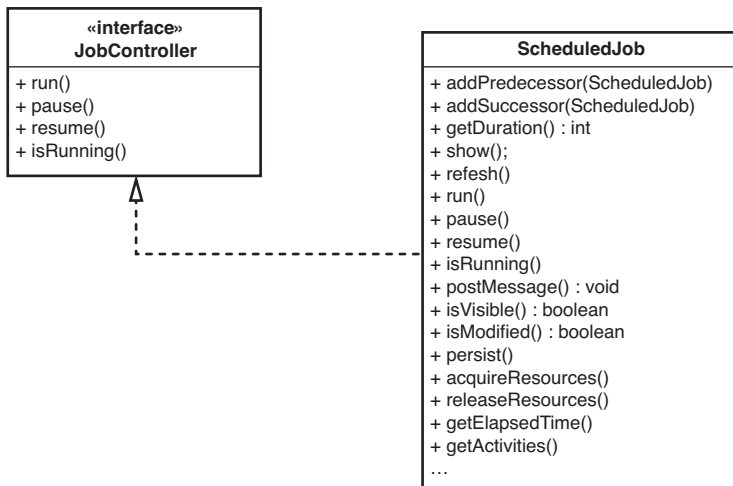 «interface»
JobController
+ run()
+ pause()
+ resume()
+ isRunning()
ScheduledJob
+ addPredecessor(ScheduledJob)
+ addSuccessor(ScheduledJob)
+ getDuration() : int
+ show();
+ refesh()
+ run()
+ pause()
+ resume()
+ isRunning()
+ postMessage() : void
+ isVisible() : boolean
+ isModified() : boolean
+ persist()
+ acquireResources()
+ releaseResources()
+ getElapsedTime()
+ getActivities()
…